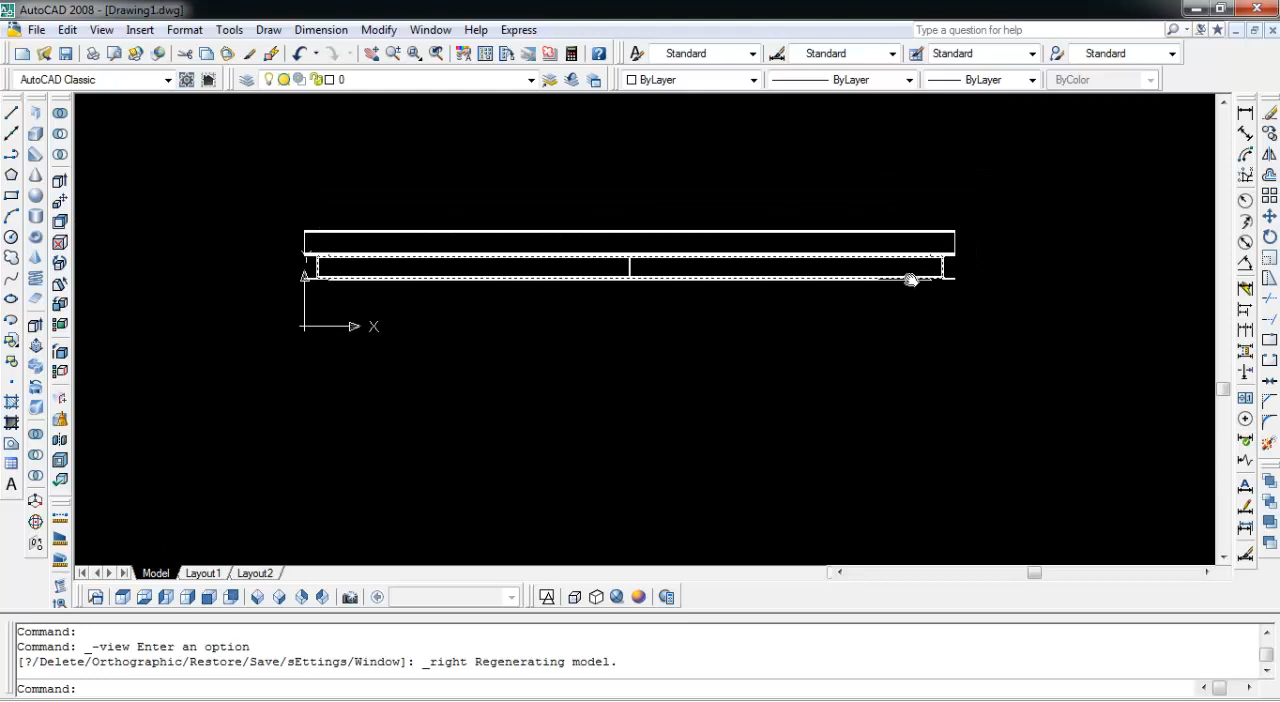 AutoCAD 2008 - [Drawing1.dwg]
File Edit View Insert Format Tools Draw Dimension Modify Window Help Express
Type a question for help
Standard Standard Standard Standard
AutoCAD Classic 0 ByLayer ByLayer ByLayer ByColor
X
A
Model Layout1 Layout2
Command:
Command: _-view Enter an option
[?/Delete/Orthographic/Restore/Save/sEttings/Window]: _right Regenerating model.
Command: